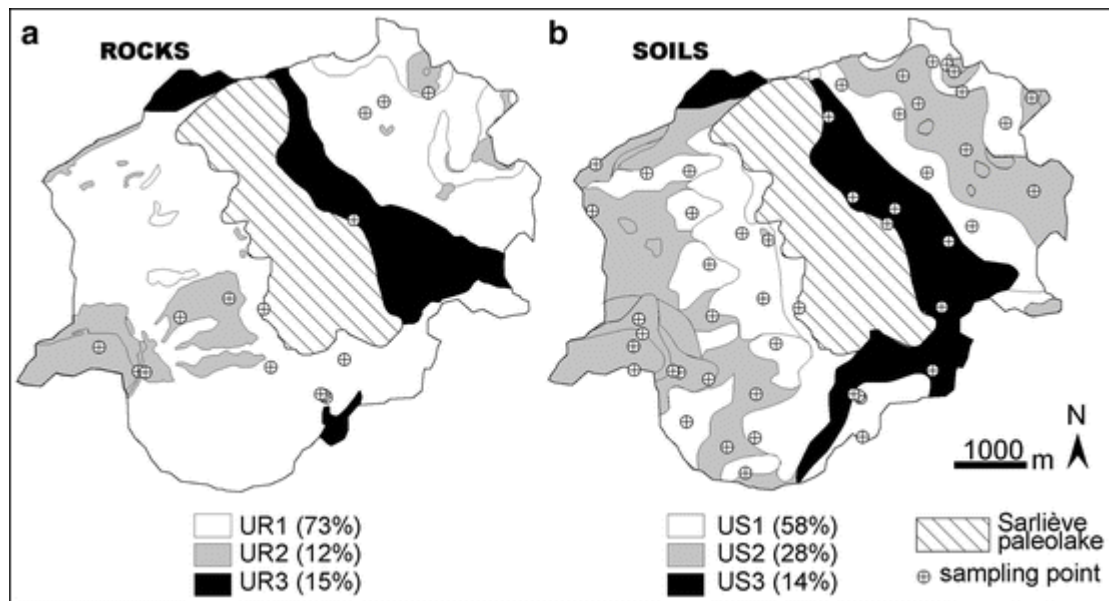 a ROCKS
b SOILS
N
1000 m
UR1 (73%)
UR2 (12%)
UR3 (15%)
US1 (58%)
US2 (28%)
US3 (14%)
Sarliève
paleolake
sampling point